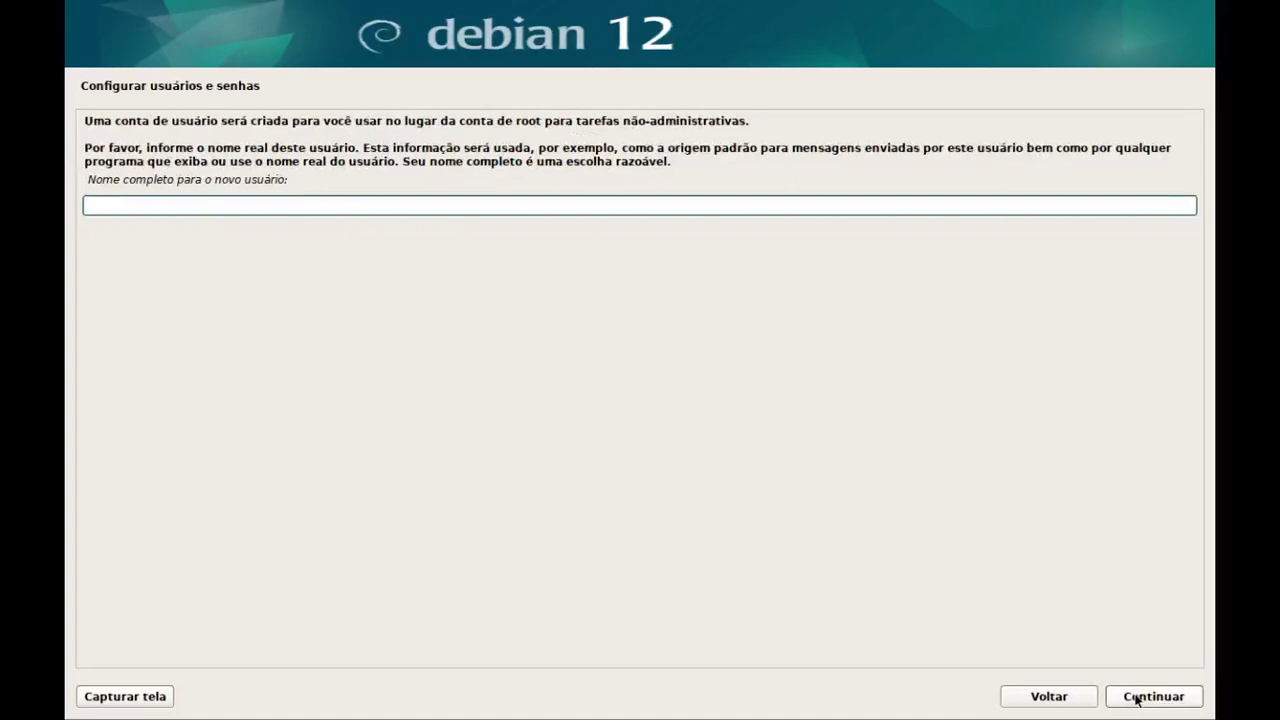 debian 12
Configurar usuários e senhas
Uma conta de usuário será criada para você usar no lugar da conta de root para tarefas não-administrativas.
Por favor, informe o nome real deste usuário. Esta informação será usada, por exemplo, como a origem padrão para mensagens enviadas por este usuário bem como por qualquer
programa que exiba ou use o nome real do usuário. Seu nome completo é uma escolha razoável.
Nome completo para o novo usuário:
Capturar tela
Voltar
Continuar